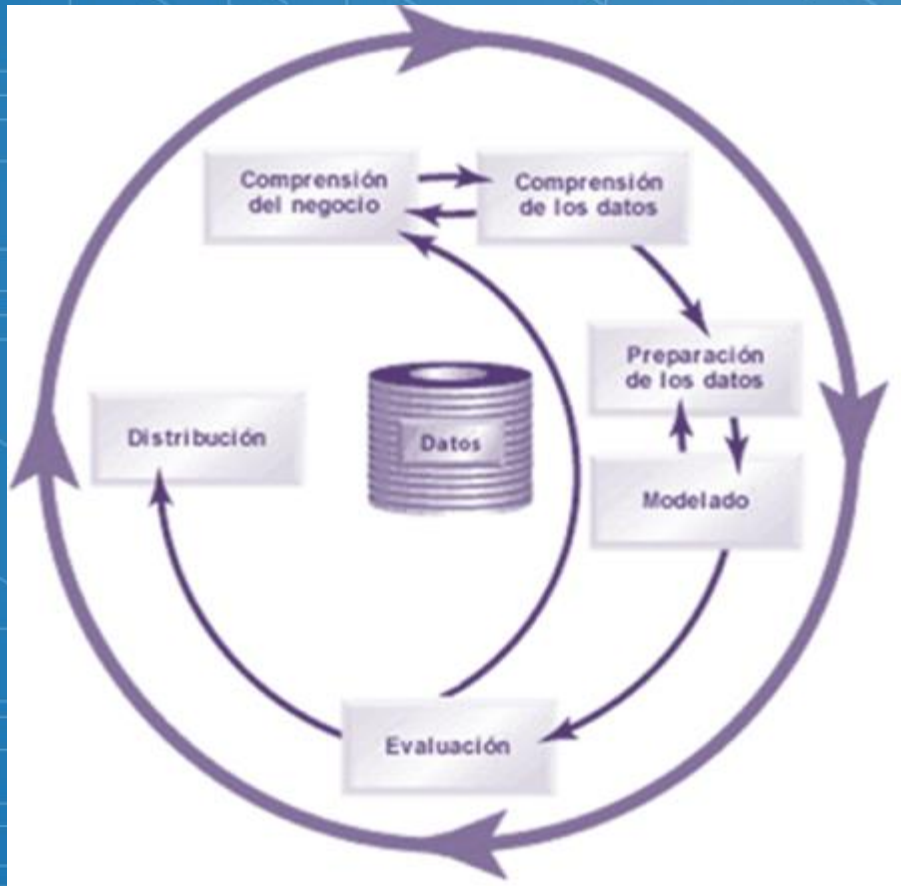 Comprensión
del negocio
Comprensión
de los datos
Preparación
de los datos
Distribución
Datos
Modelado
Evaluación